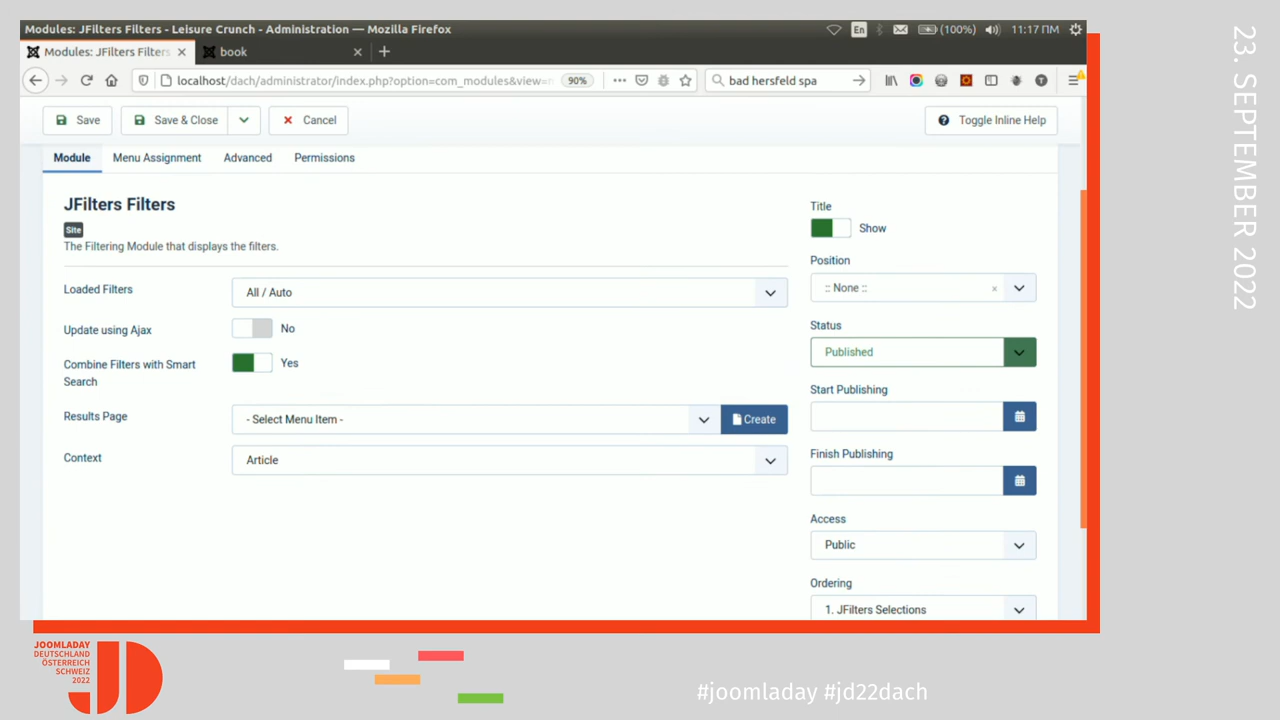 Modules: JFilters Filters - Leisure Crunch - Administration — Mozilla Firefox
En
(100%)
11:17 ΠΜ
Modules: JFilters Filters
book
localhost/dach/administrator/index.php?option=com_modules&view=
90%
bad hersfeld spa
Save
Save & Close
Cancel
Toggle Inline Help
Module
Menu Assignment
Advanced
Permissions
JFilters Filters
Site
The Filtering Module that displays the filters.
Loaded Filters
All / Auto
Update using Ajax
No
Combine Filters with Smart
Search
Yes
Results Page
- Select Menu Item -
Create
Context
Article
Title
Show
Position
:: None ::
×
Status
Published
Start Publishing
Finish Publishing
Access
Public
Ordering
1. JFilters Selections
23. SEPTEMBER 2022
JOOMLADAY
DEUTSCHLAND
ÖSTERREICH
SCHWEIZ
2022
JD
#joomladay #jd22dach